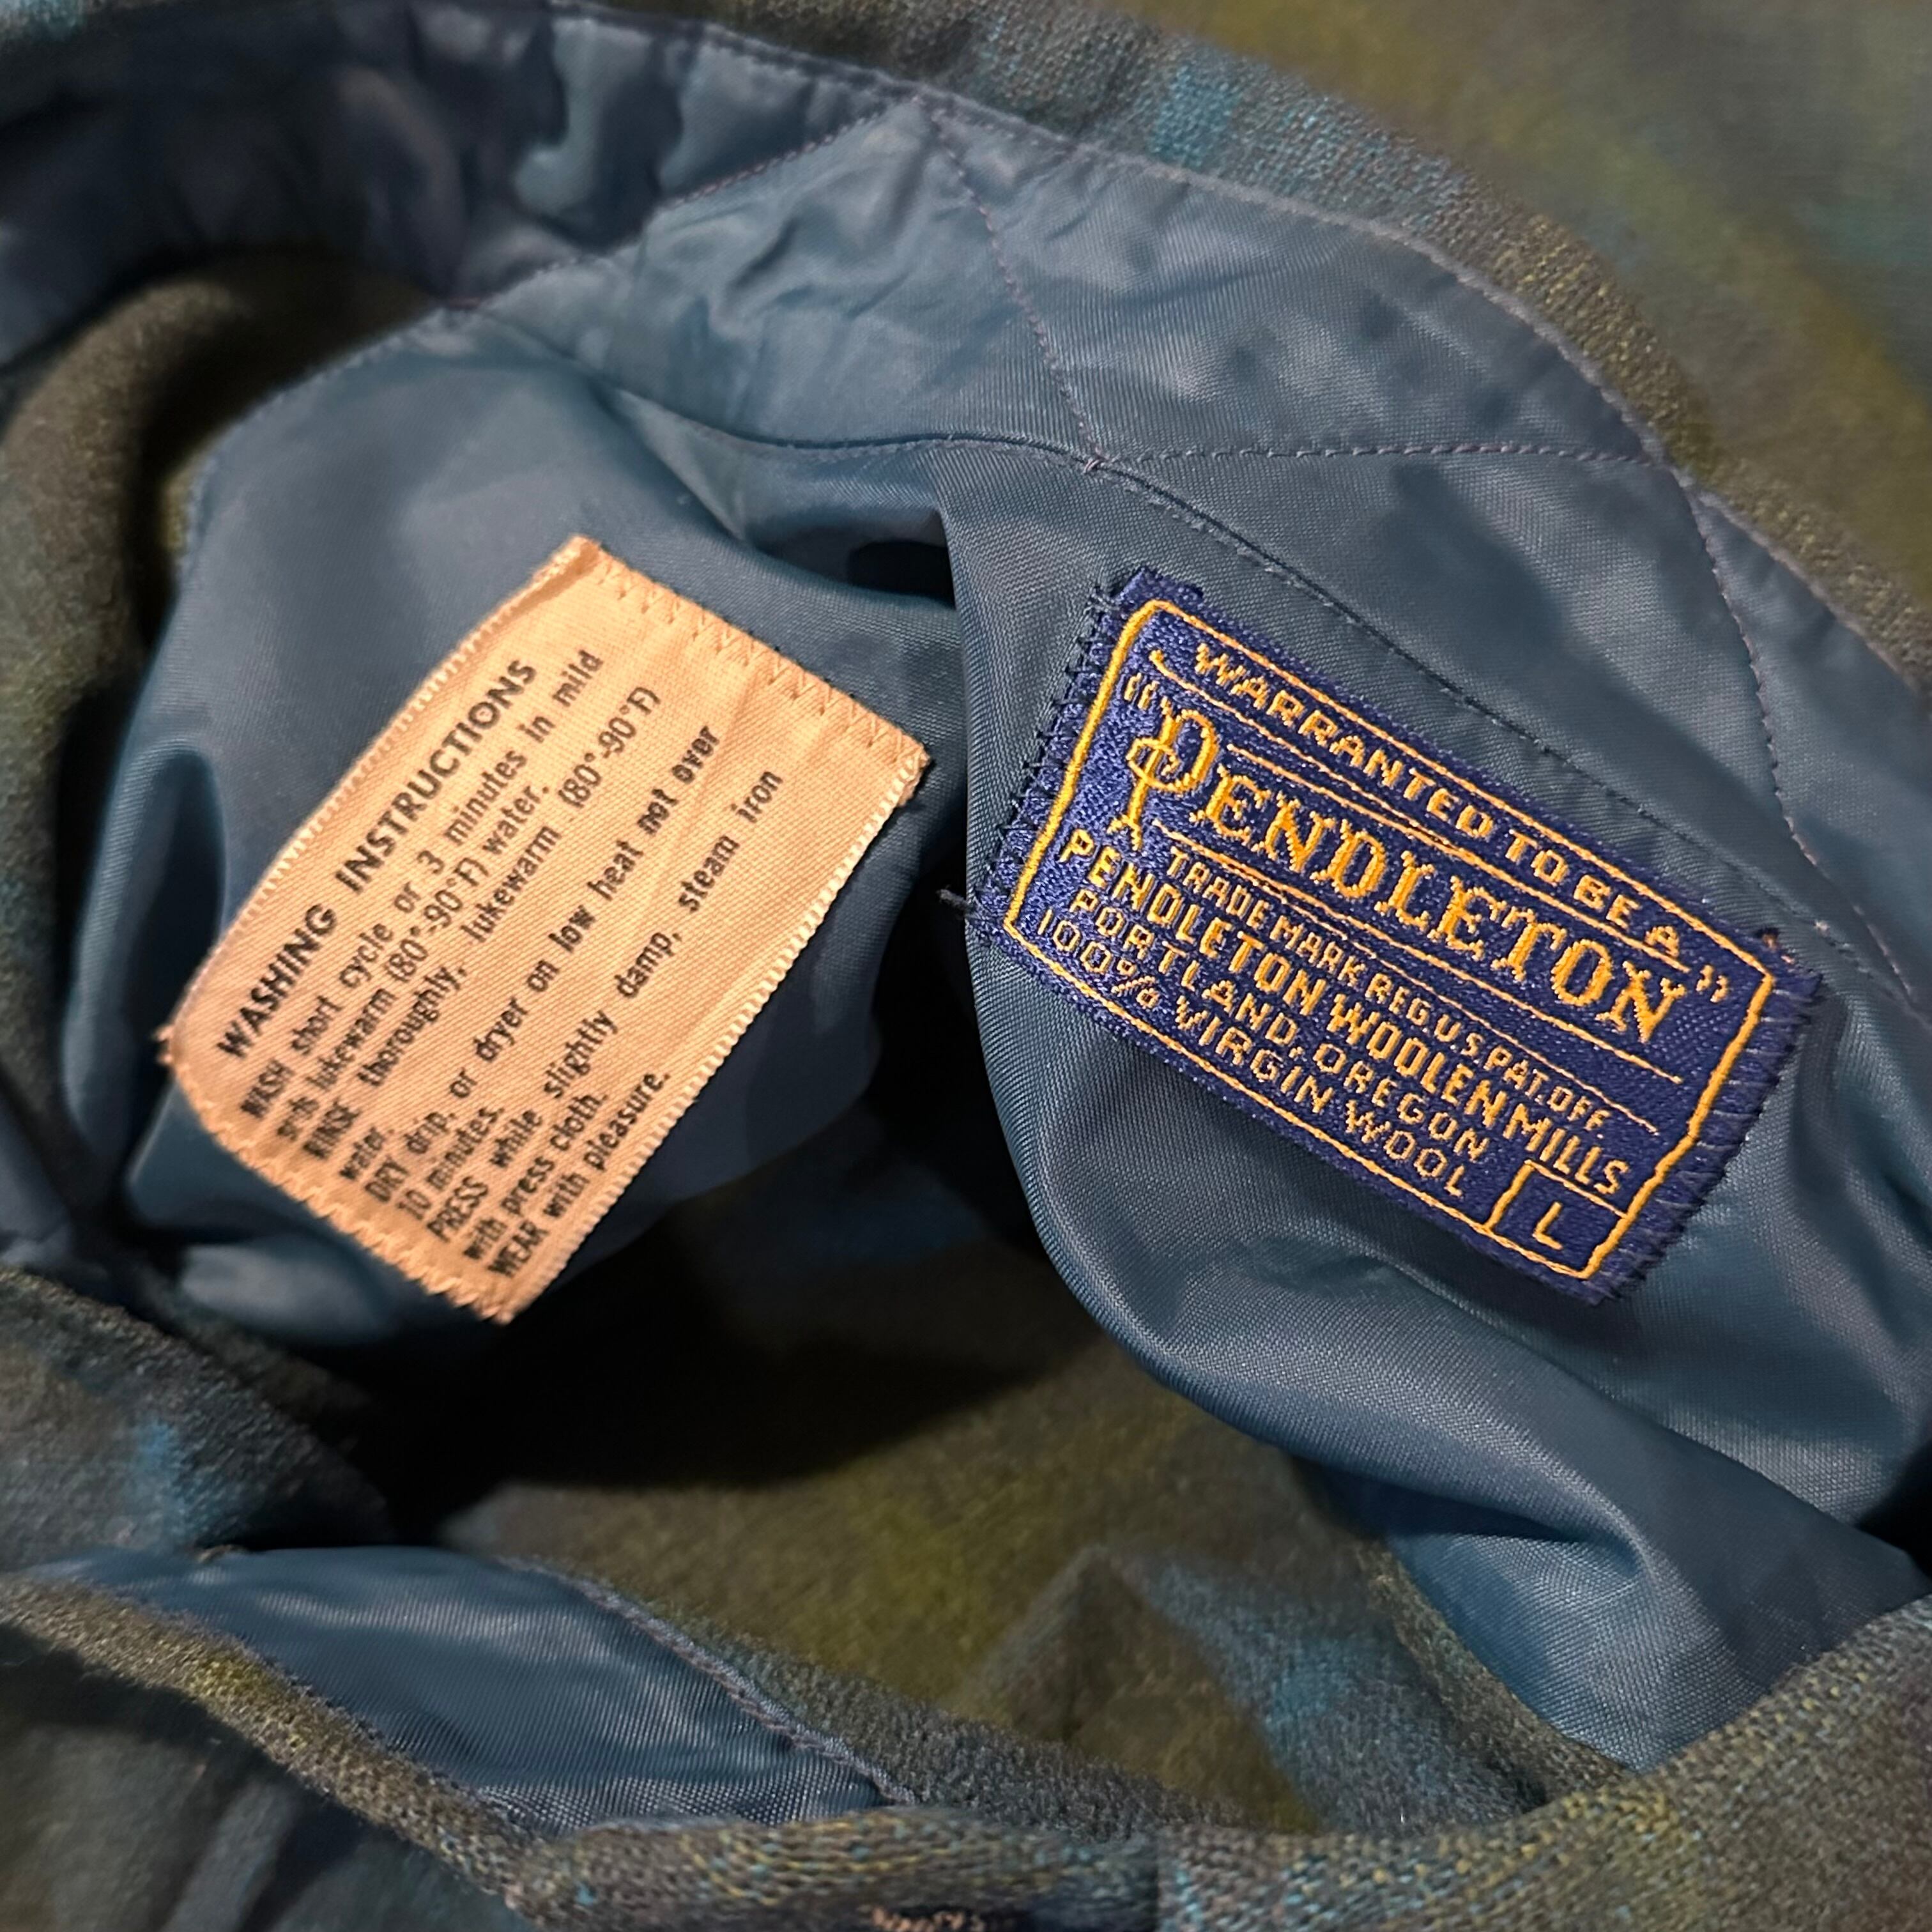 WASHING INSTRUCTIONS
WASH short cycle or 3 minutes in mild
suds lukewarm (80°-90°F) water.
RINSE thoroughly, lukewarm (80°-90°F)
water.
DRY drip, or dryer on low heat not over
10 minutes.
PRESS while slightly damp, steam iron
with press cloth.
WEAR with pleasure.
WARRANTED TO BE A
"PENDLETON"
TRADE MARK REG U S PAT. OFF.
PENDLETON WOOLEN MILLS
PORTLAND, OREGON
100% VIRGIN WOOL
L